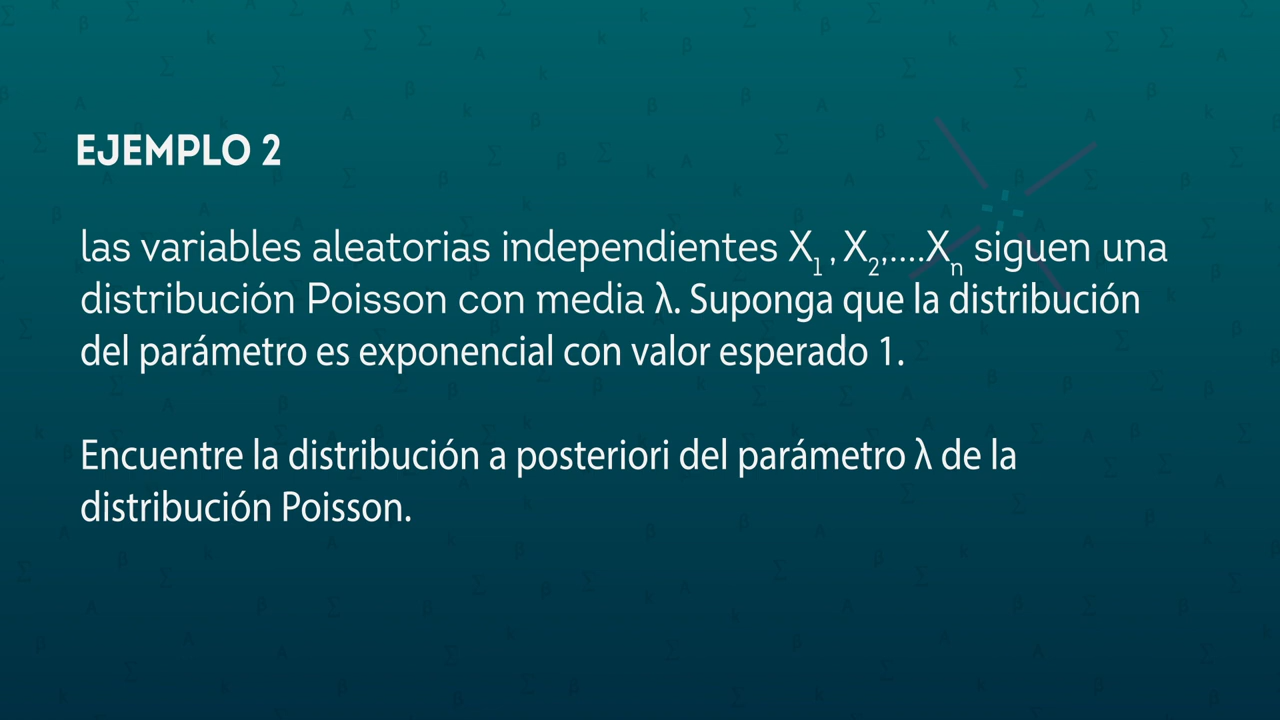 EJEMPLO 2
las variables aleatorias independientes X1 , X2,....Xn siguen una
distribución Poisson con media λ. Suponga que la distribución
del parámetro es exponencial con valor esperado 1.
Encuentre la distribución a posteriori del parámetro λ de la
distribución Poisson.